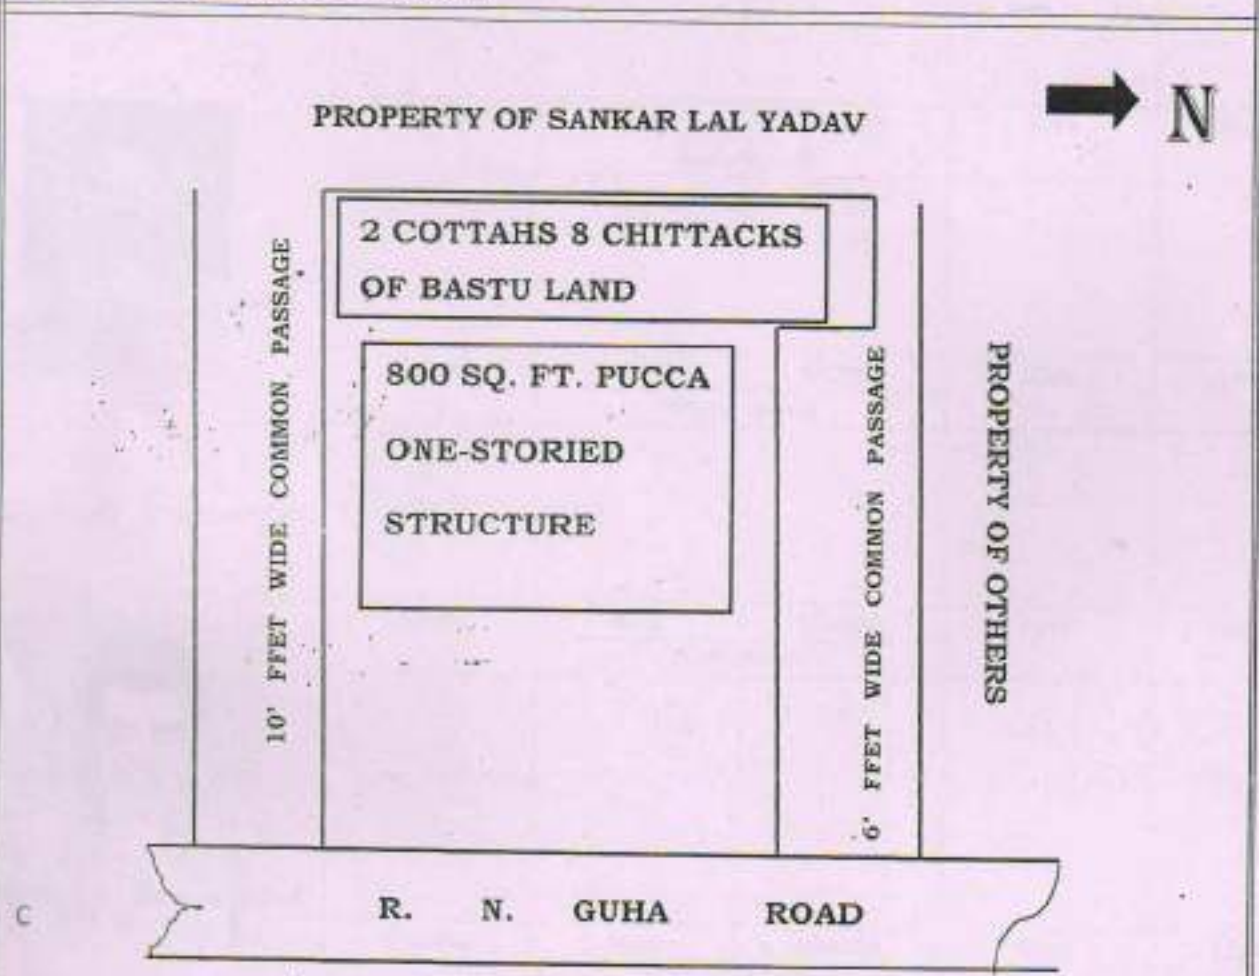 PROPERTY OF SANKAR LAL YADAV
N
2 COTTAHS 8 CHITTACKS
OF BASTU LAND
10' FFET WIDE COMMON PASSAGE
800 SQ. FT. PUCCA
ONE-STORIED
STRUCTURE
6' FFET WIDE COMMON PASSAGE
PROPERTY OF OTHERS
R. N. GUHA ROAD
C